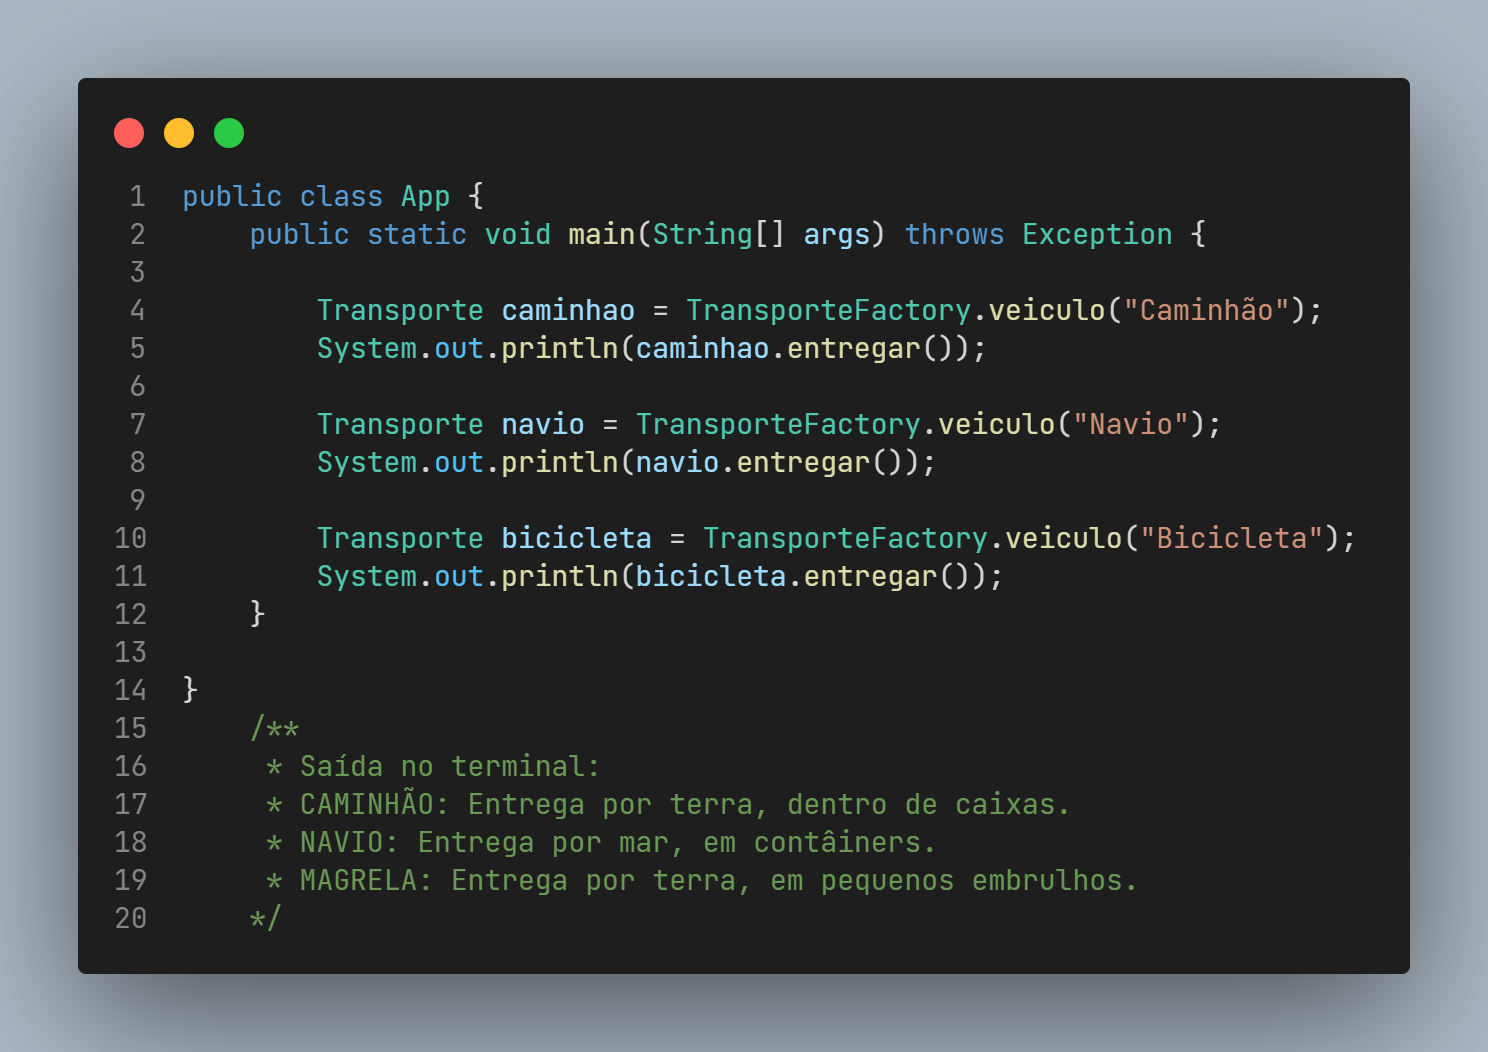 1 public class App {
2     public static void main(String[] args) throws Exception {
3
4         Transporte caminhao = TransporteFactory.veiculo("Caminhão");
5         System.out.println(caminhao.entregar());
6
7         Transporte navio = TransporteFactory.veiculo("Navio");
8         System.out.println(navio.entregar());
9
10         Transporte bicicleta = TransporteFactory.veiculo("Bicicleta");
11         System.out.println(bicicleta.entregar());
12     }
13
14 }
15     /**
16      * Saída no terminal:
17      * CAMINHÃO: Entrega por terra, dentro de caixas.
18      * NAVIO: Entrega por mar, em contâiners.
19      * MAGRELA: Entrega por terra, em pequenos embrulhos.
20     */